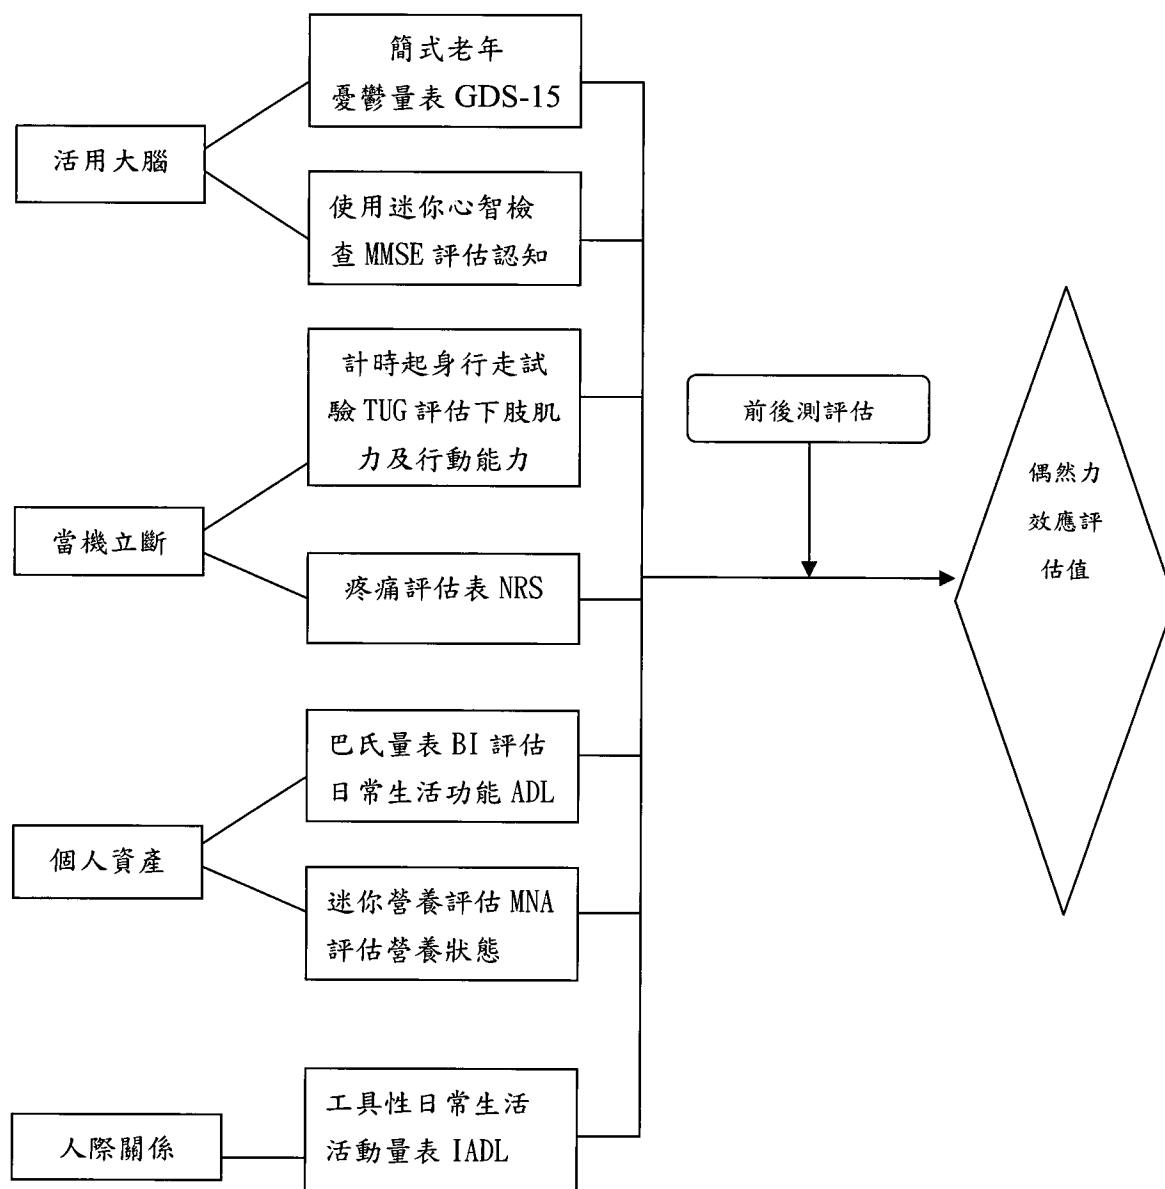 簡式老年
憂鬱量表 GDS-15
活用大腦
使用迷你心智檢
查 MMSE 評估認知
計時起身行走試
驗 TUG 評估下肢肌
力及行動能力
當機立斷
疼痛評估表 NRS
巴氏量表 BI 評估
日常生活功能 ADL
個人資產
迷你營養評估 MNA
評估營養狀態
工具性日常生活
活動量表 IADL
人際關係
前後測評估
偶然力
效應評
估值